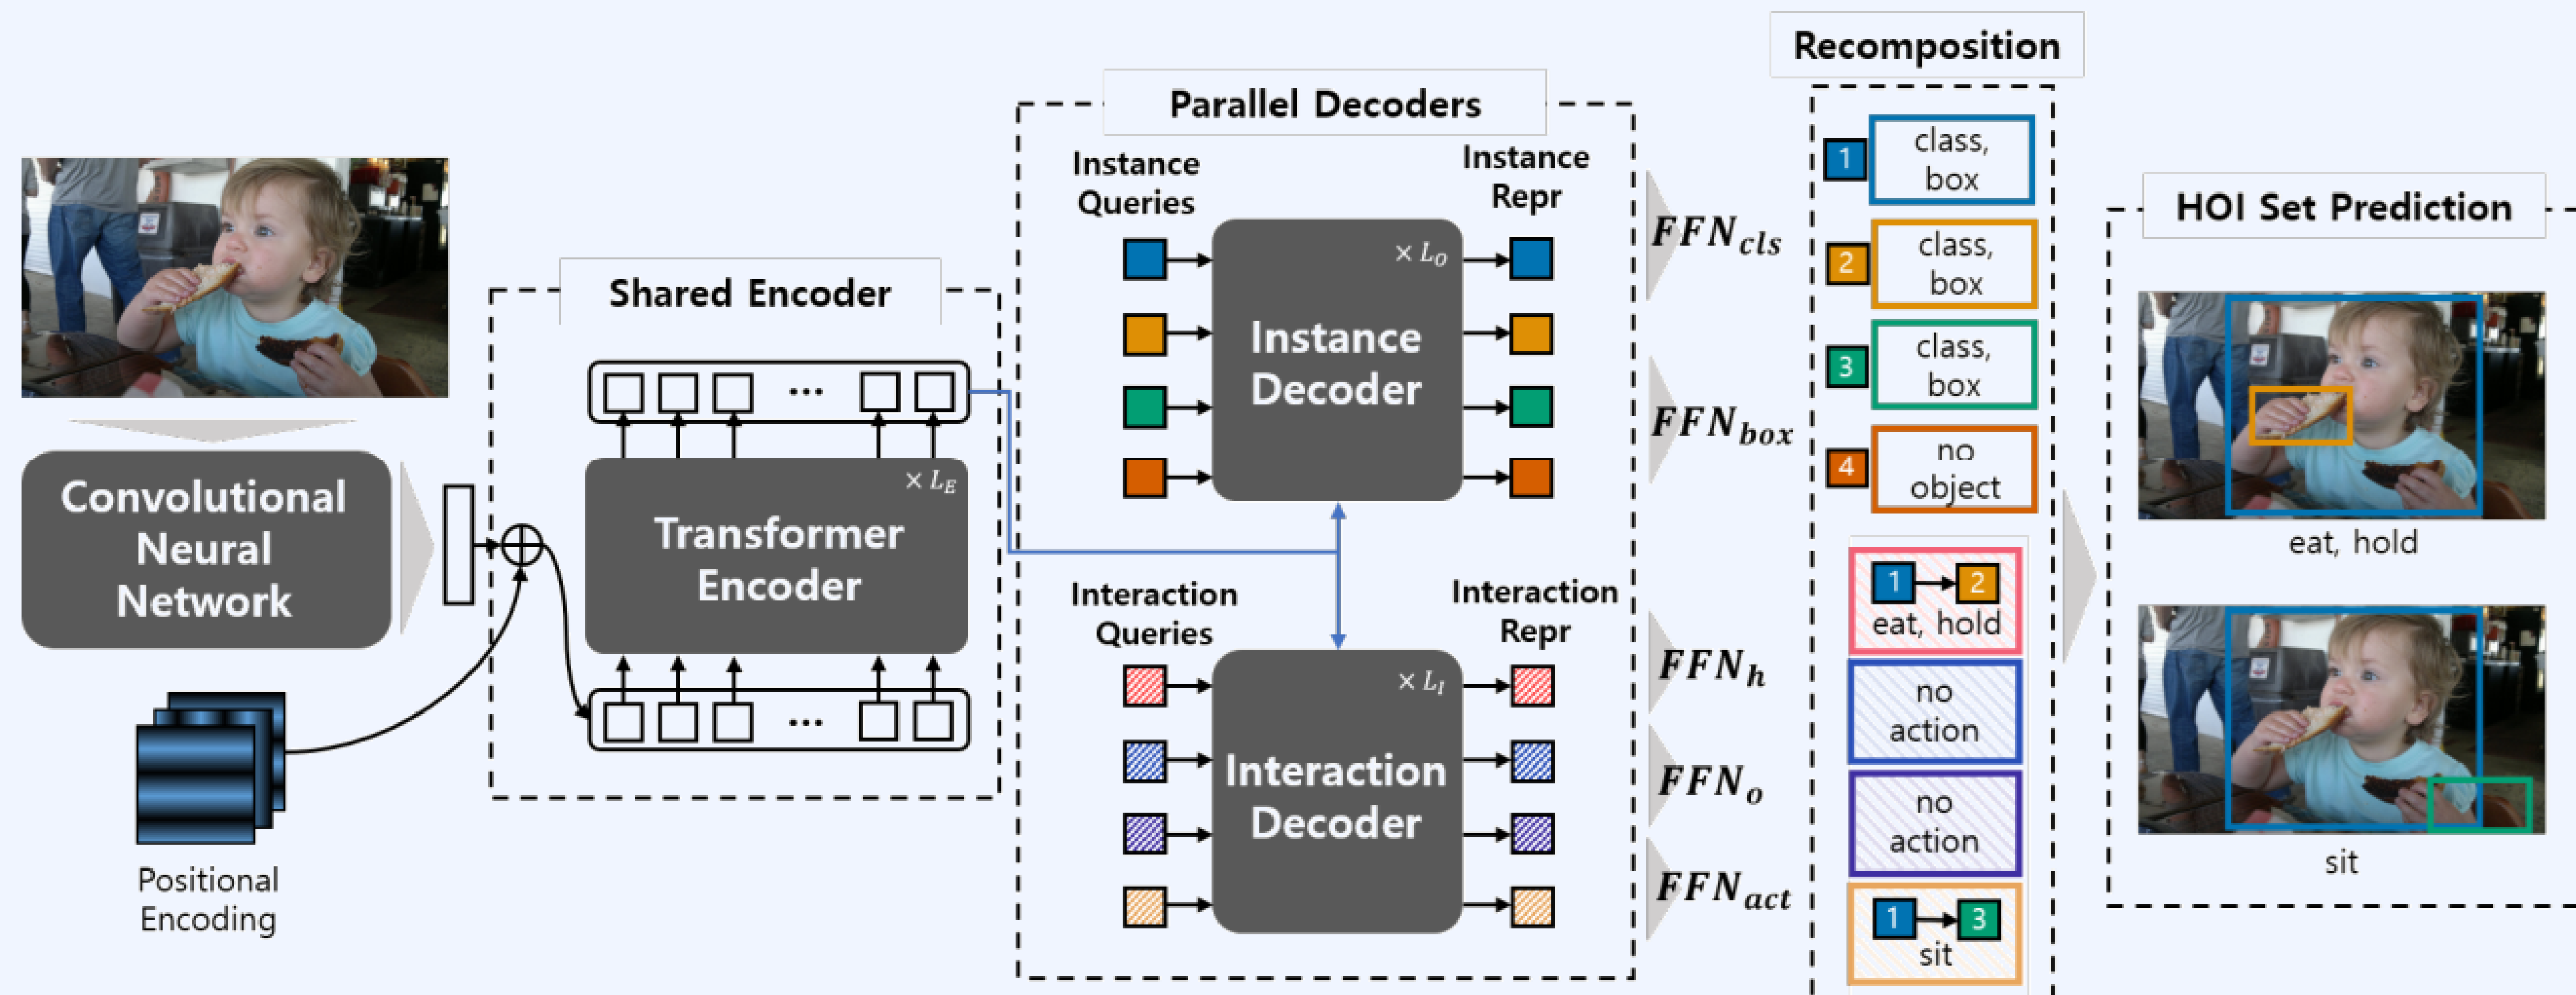 Convolutional
Neural
Network
Positional
Encoding
Shared Encoder
...
× L_E
Transformer
Encoder
...
Parallel Decoders
Instance
Queries
Instance
Repr
× L_O
Instance
Decoder
Interaction
Queries
Interaction
Repr
× L_I
Interaction
Decoder
FFN_cls
FFN_box
FFN_h
FFN_o
FFN_act
Recomposition
1
class,
box
2
class,
box
3
class,
box
4
no
object
1 2
eat, hold
no
action
no
action
1 3
sit
HOI Set Prediction
eat, hold
sit